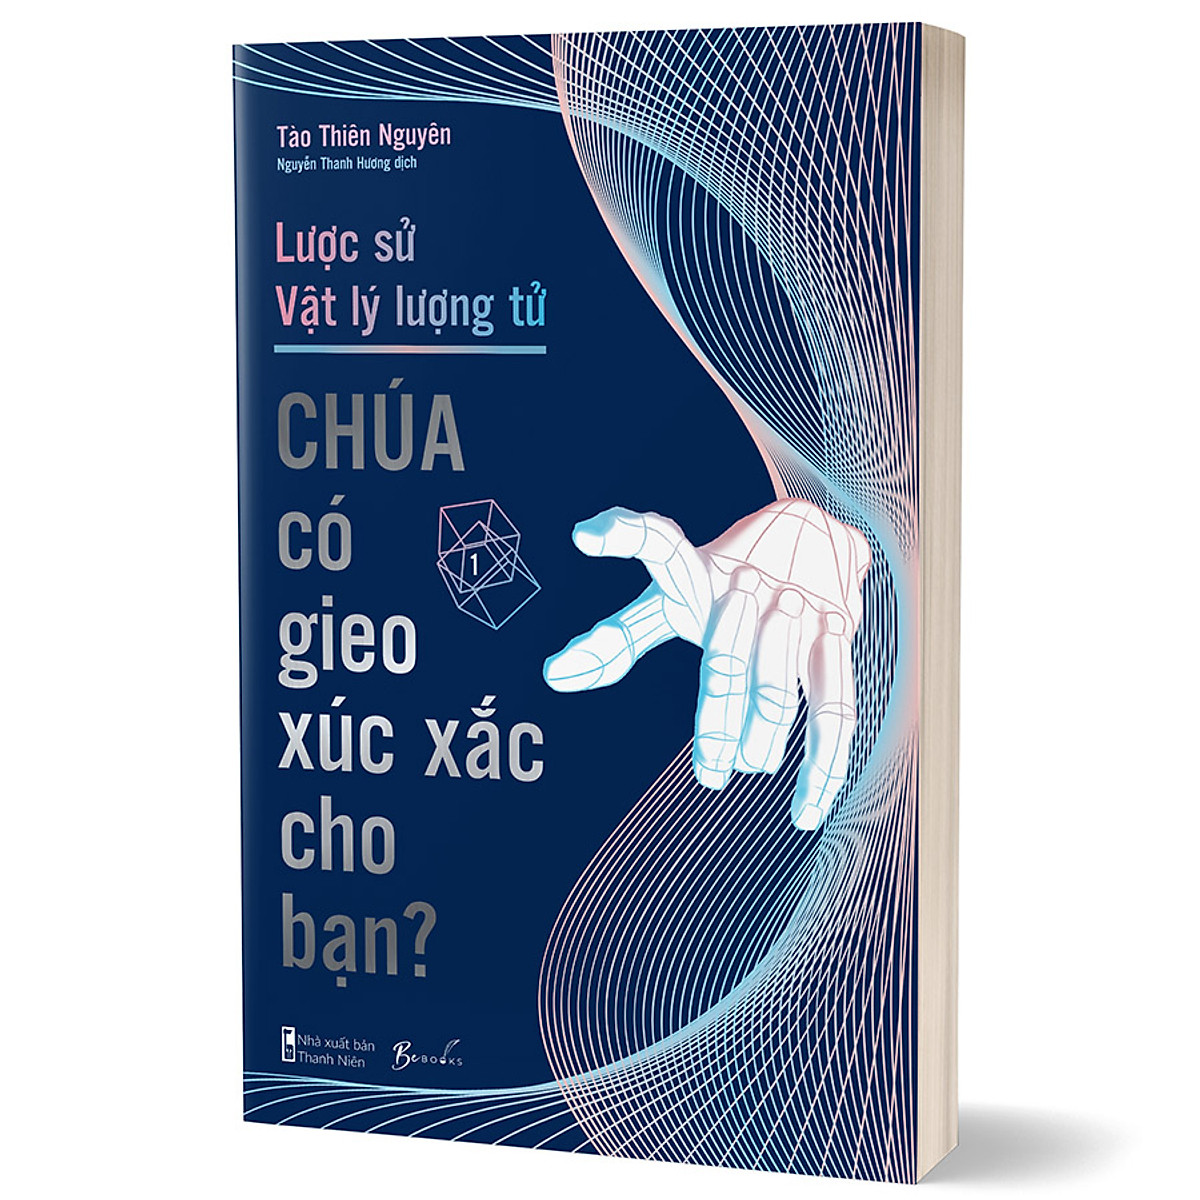 Tào Thiên Nguyên
Nguyễn Thanh Hương dịch
Lược sử
Vật lý lượng tử
CHÚA
có
gieo
xúc xắc
cho
bạn?
1
Nhà xuất bản
Thanh Niên
BeBOOKS